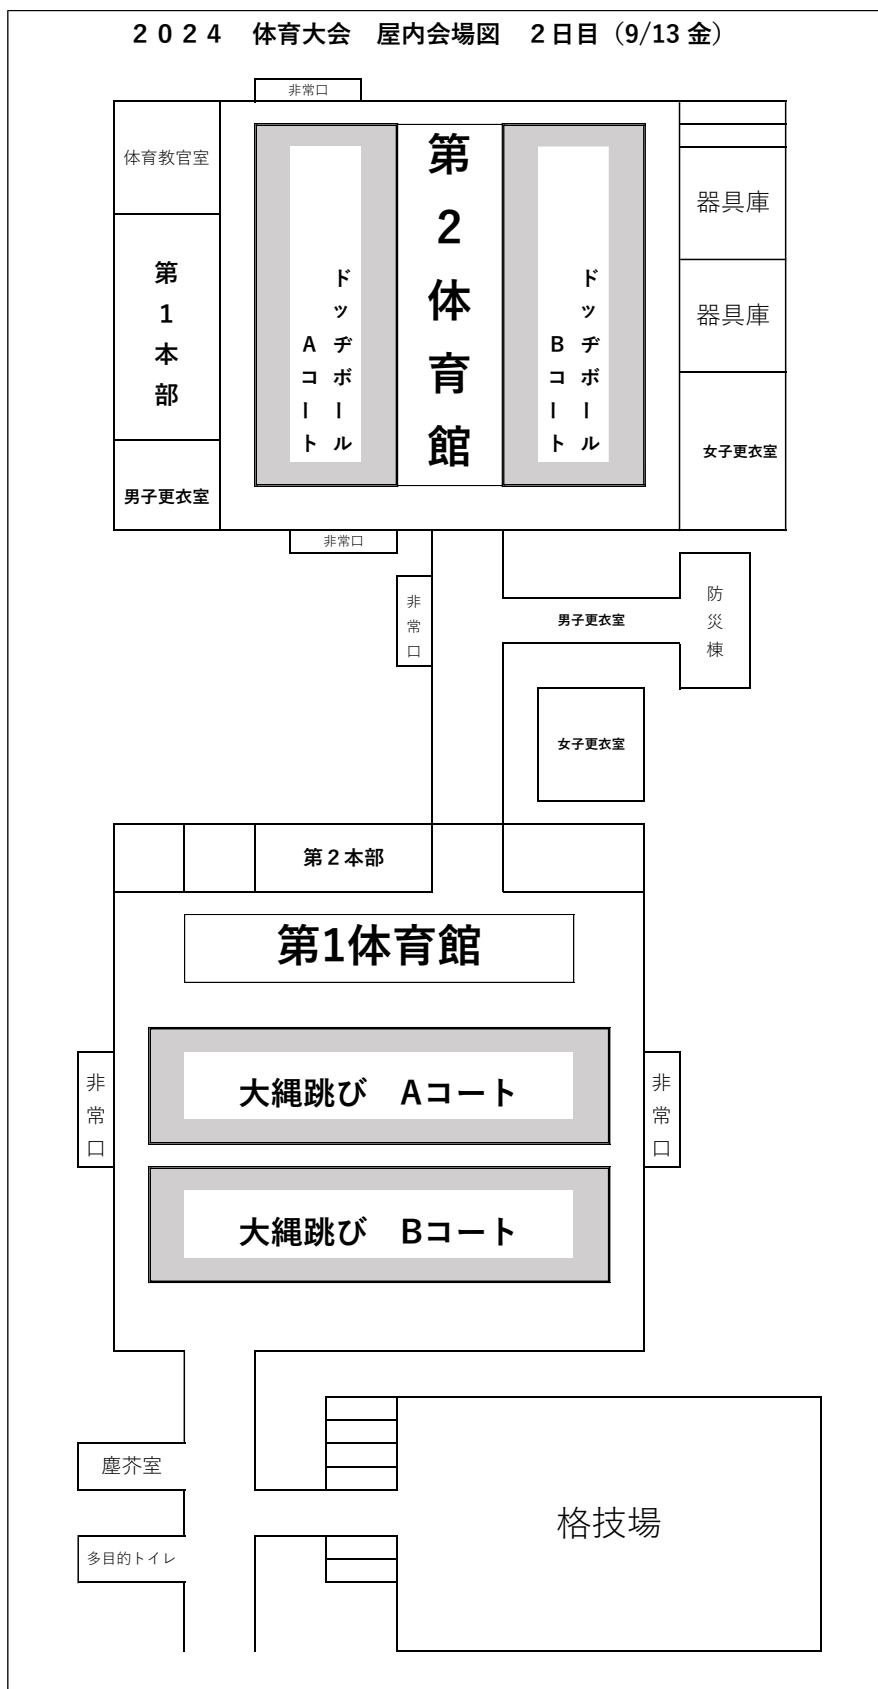 ２０２４　体育大会　屋内会場図　２日目（9/13 金）
非常口
体育教官室
第１本部
男子更衣室
ドッヂボール
Aコート
第２体育館
ドッヂボール
Bコート
器具庫
器具庫
女子更衣室
非常口
非常口
男子更衣室
防災棟
女子更衣室
第２本部
第1体育館
非常口
大縄跳び　Aコート
非常口
大縄跳び　Bコート
塵芥室
多目的トイレ
格技場